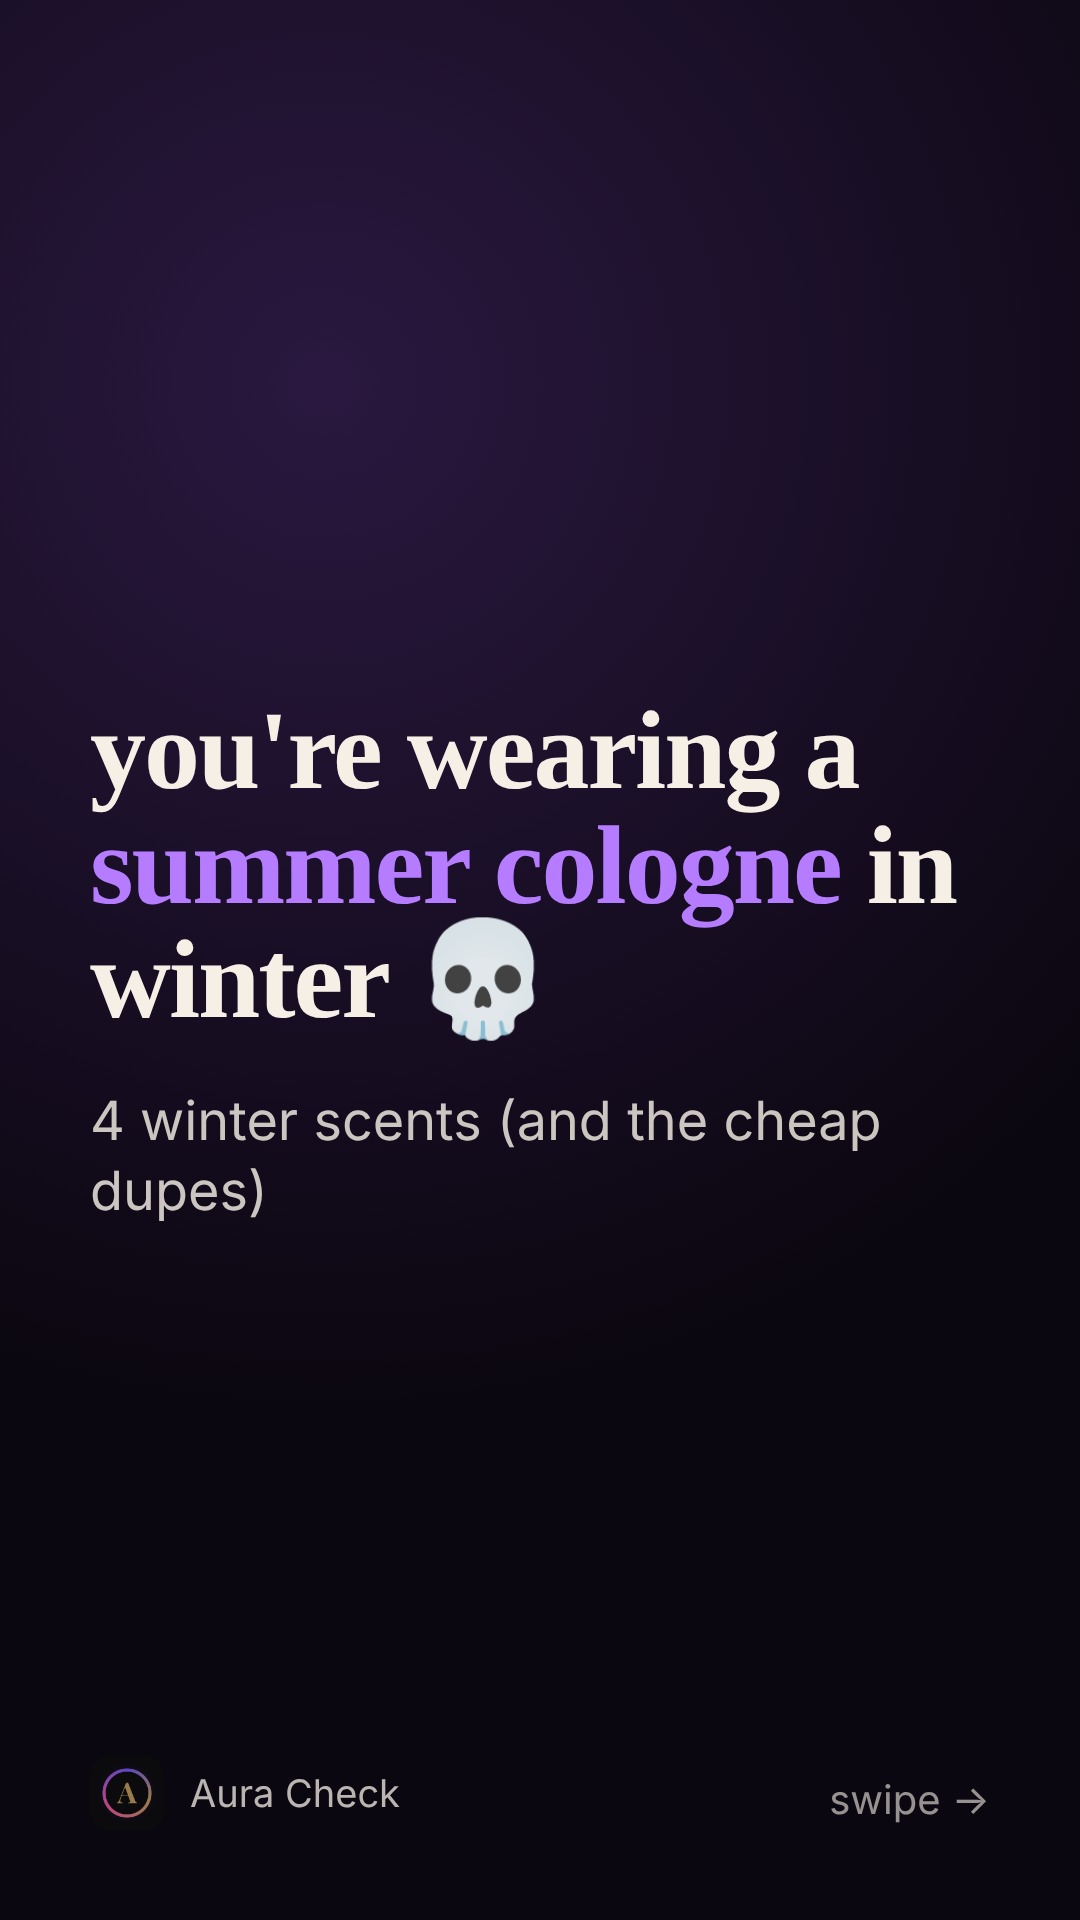 you're wearing a
summer cologne in
winter 💀
4 winter scents (and the cheap
dupes)
A
Aura Check
swipe →